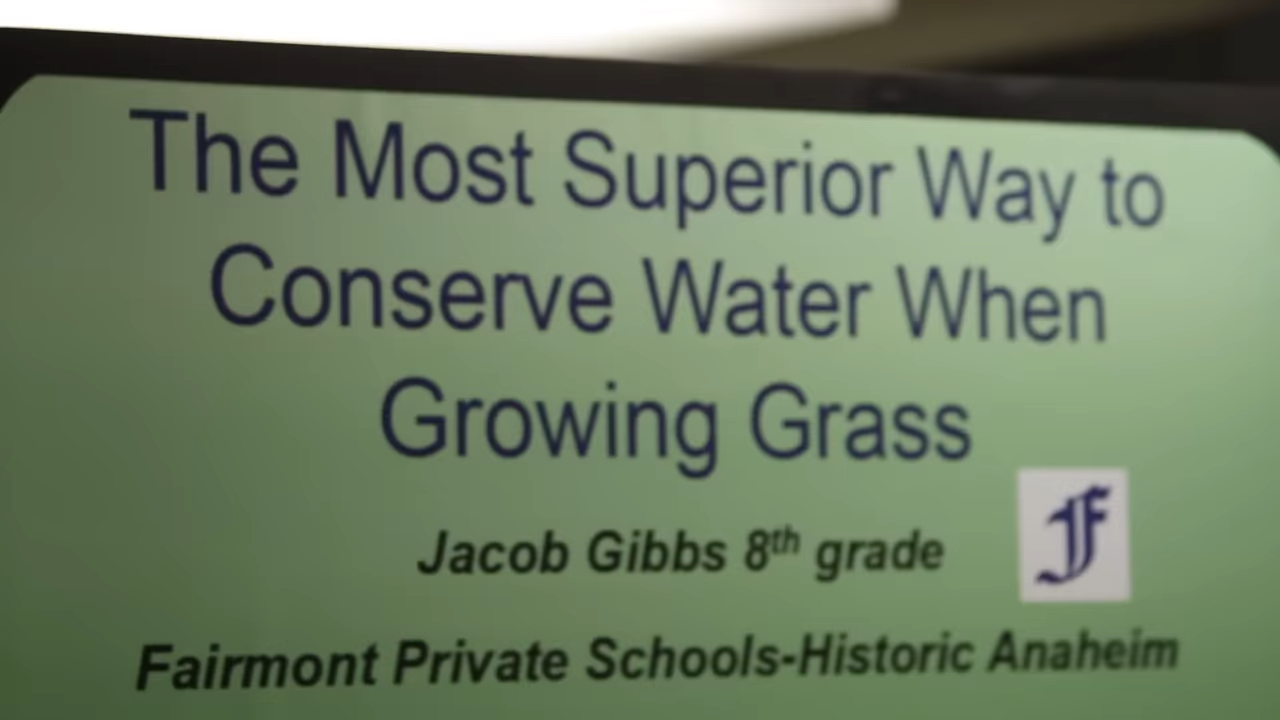 The Most Superior Way to
Conserve Water When
Growing Grass
Jacob Gibbs 8th grade
F
Fairmont Private Schools-Historic Anaheim